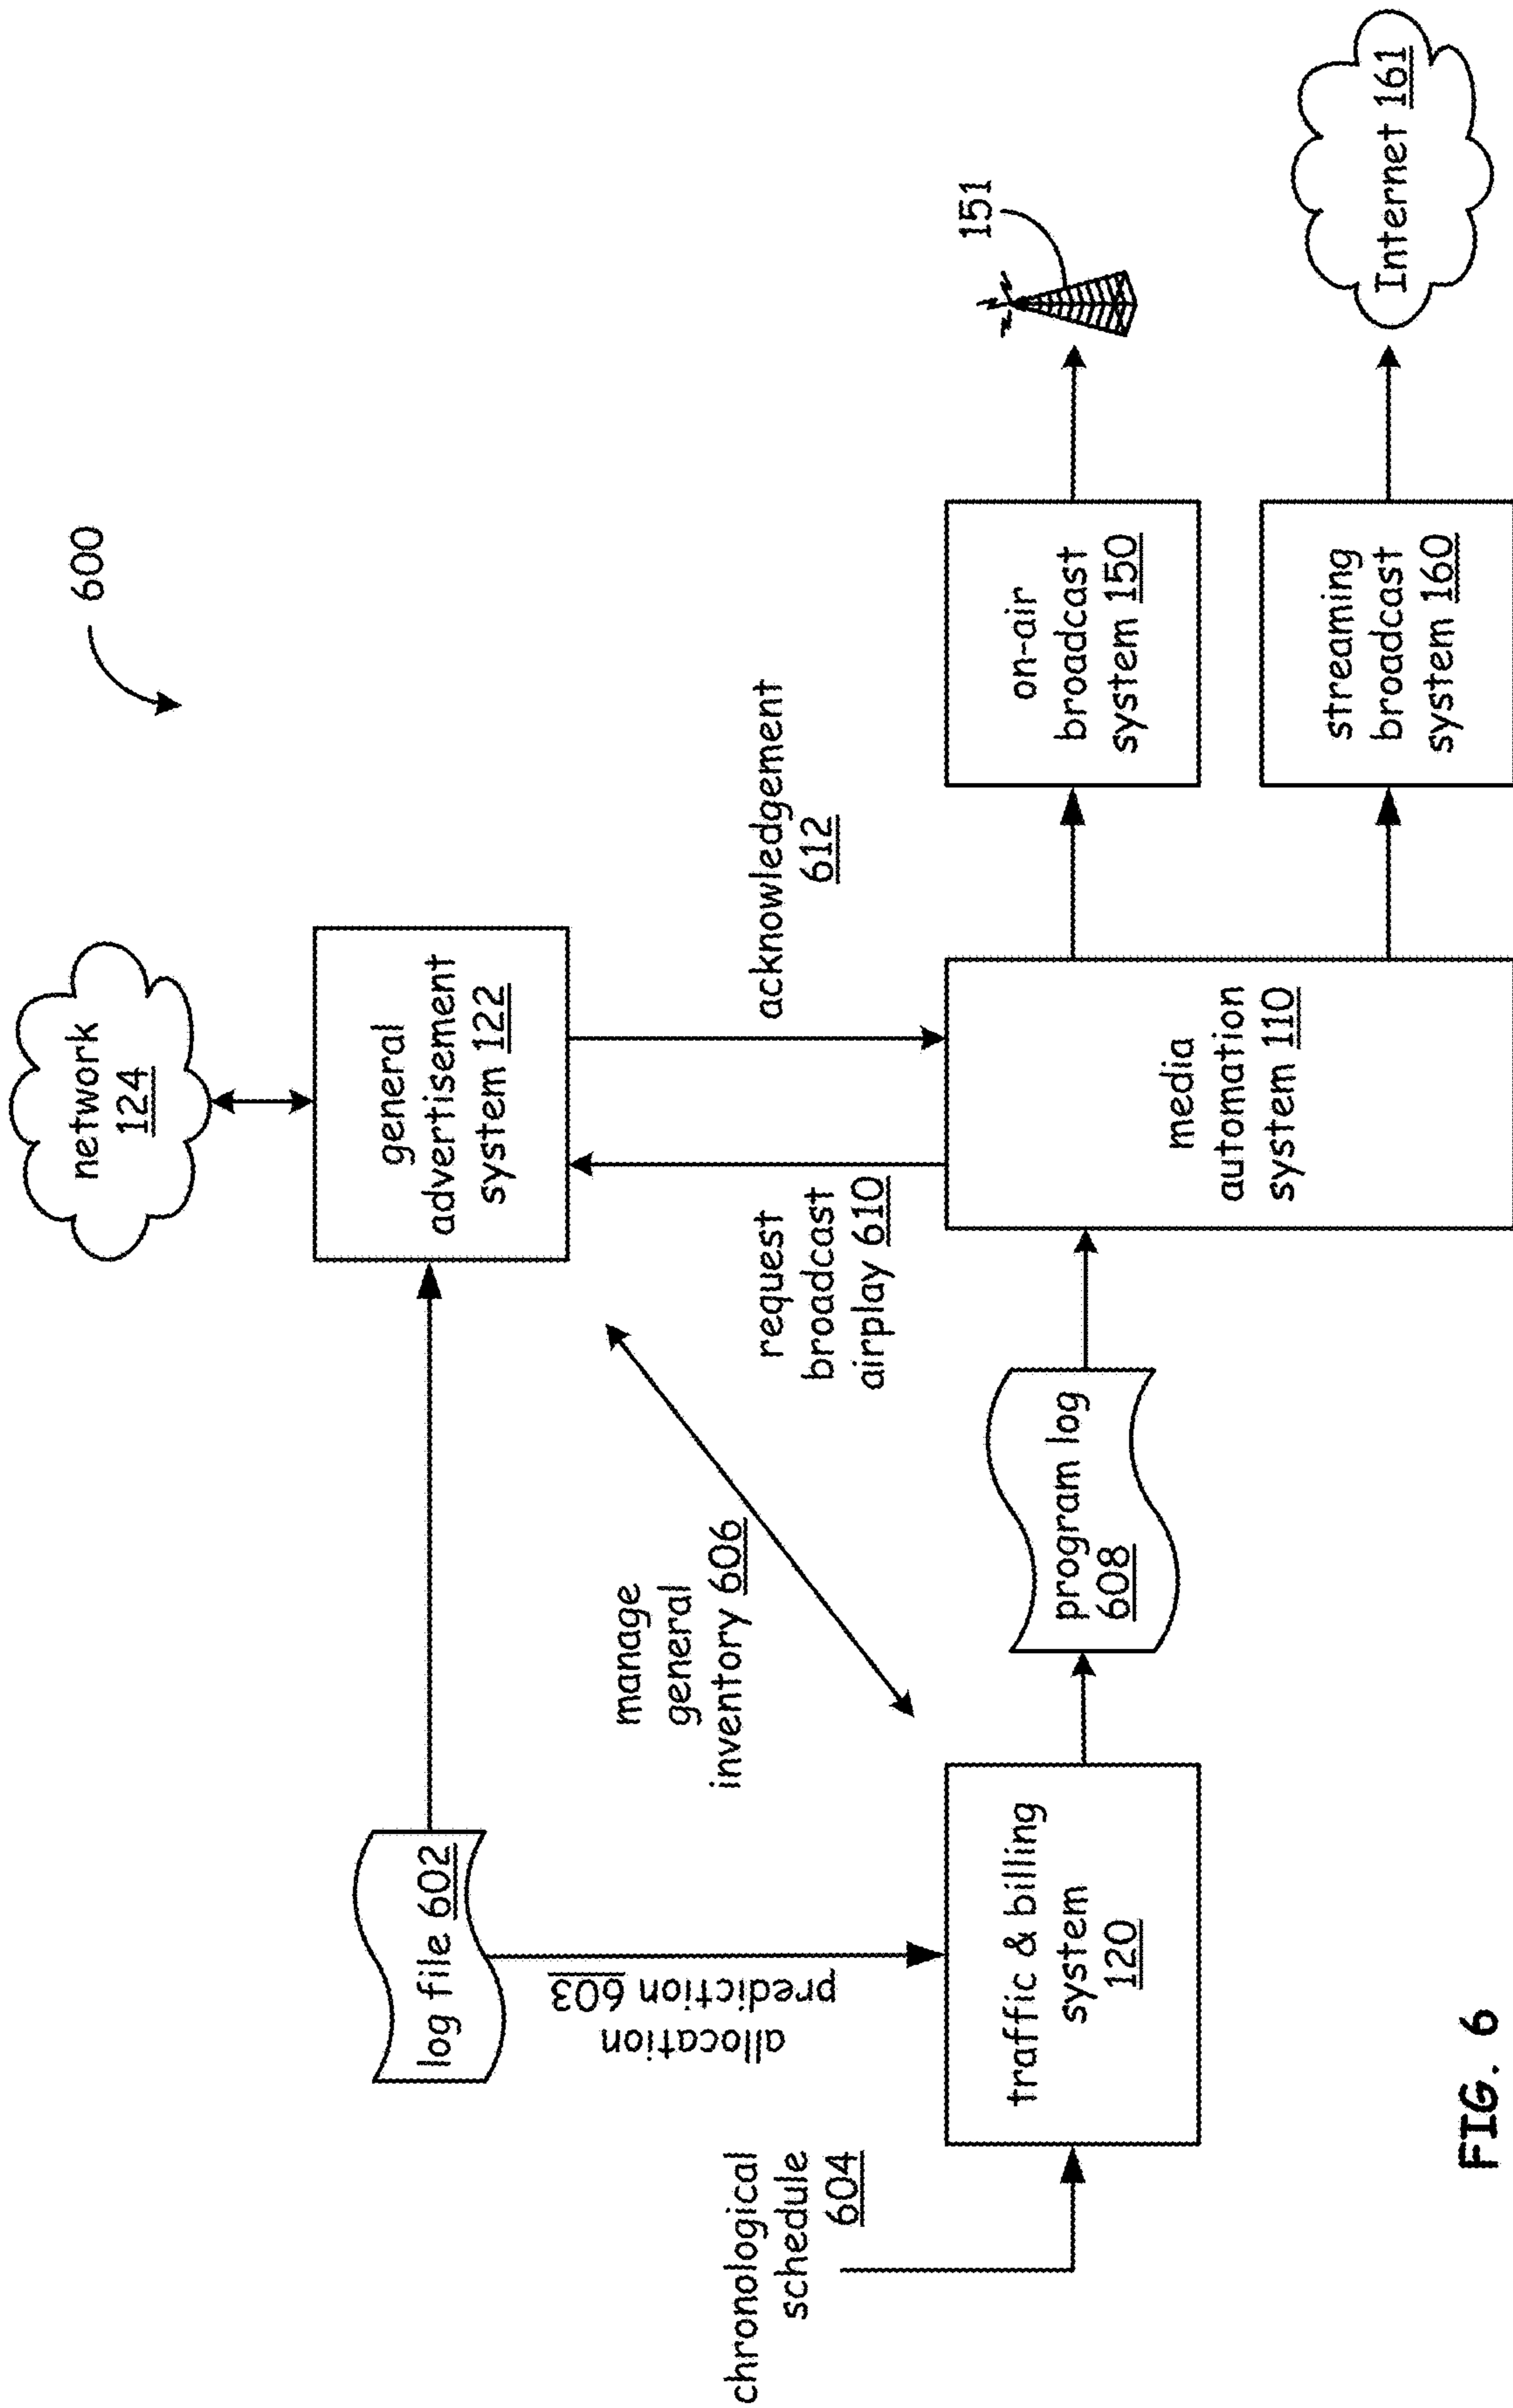 600
network
124
general
advertisement
system 122
log file 602
allocation
prediction 603
manage
general
inventory 606
request
broadcast
airplay 610
acknowledgement
612
chronological
schedule
604
traffic & billing
system
120
program log
608
media
automation
system 110
on-air
broadcast
system 150
151
streaming
broadcast
system 160
Internet 161
FIG. 6